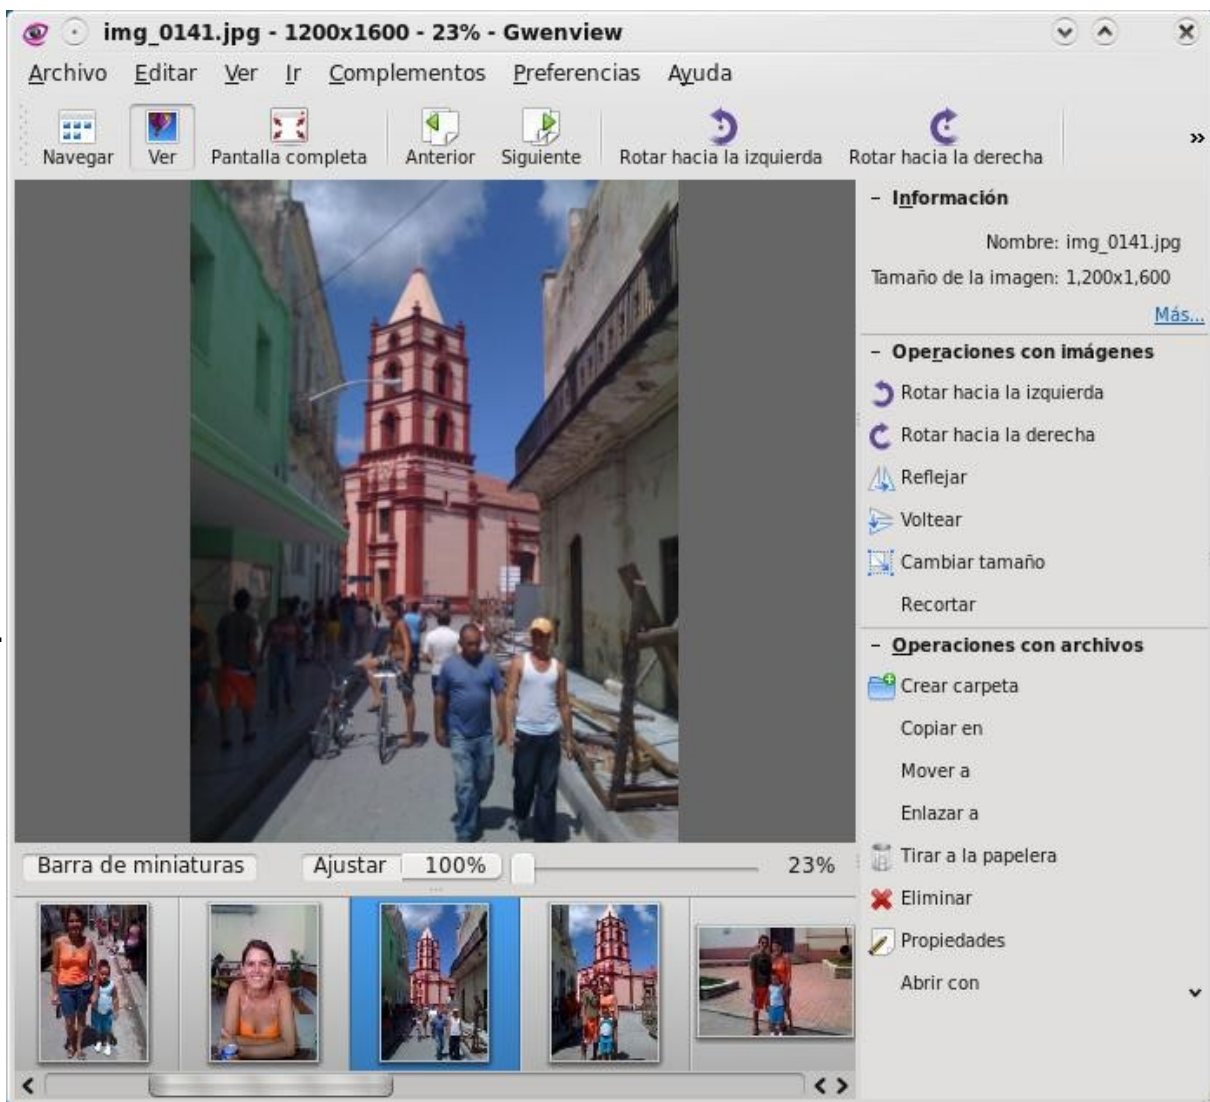 img_0141.jpg - 1200x1600 - 23% - Gwenview
Archivo Editar Ver Ir Complementos Preferencias Ayuda
Navegar Ver Pantalla completa Anterior Siguiente Rotar hacia la izquierda Rotar hacia la derecha »
– Información
Nombre: img_0141.jpg
Tamaño de la imagen: 1,200x1,600
Más...
– Operaciones con imágenes
Rotar hacia la izquierda
Rotar hacia la derecha
Reflejar
Voltear
Cambiar tamaño
Recortar
– Operaciones con archivos
Crear carpeta
Copiar en
Mover a
Enlazar a
Tirar a la papelera
Eliminar
Propiedades
Abrir con
Barra de miniaturas Ajustar 100% 23%